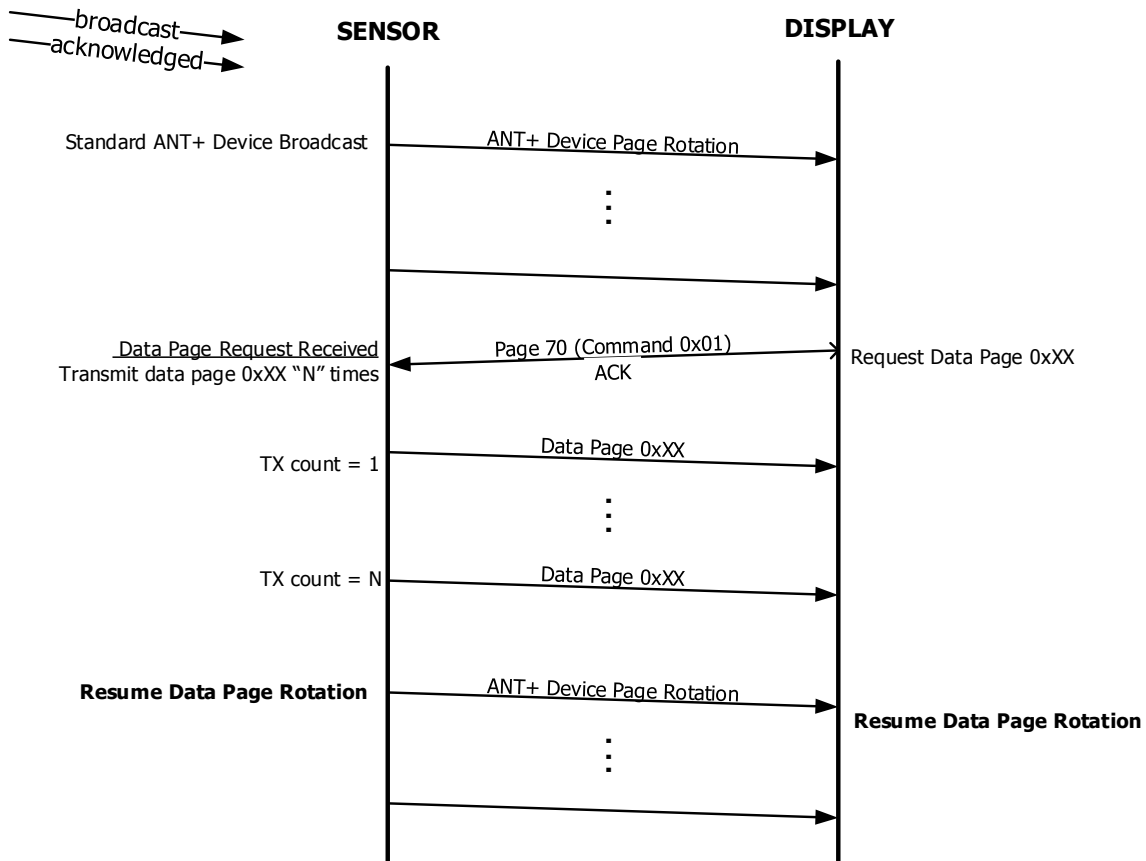 broadcast
acknowledged
SENSOR
DISPLAY
Standard ANT+ Device Broadcast
ANT+ Device Page Rotation
Data Page Request Received
Transmit data page 0xXX “N” times
Page 70 (Command 0x01)
ACK
Request Data Page 0xXX
TX count = 1
Data Page 0xXX
TX count = N
Data Page 0xXX
Resume Data Page Rotation
ANT+ Device Page Rotation
Resume Data Page Rotation